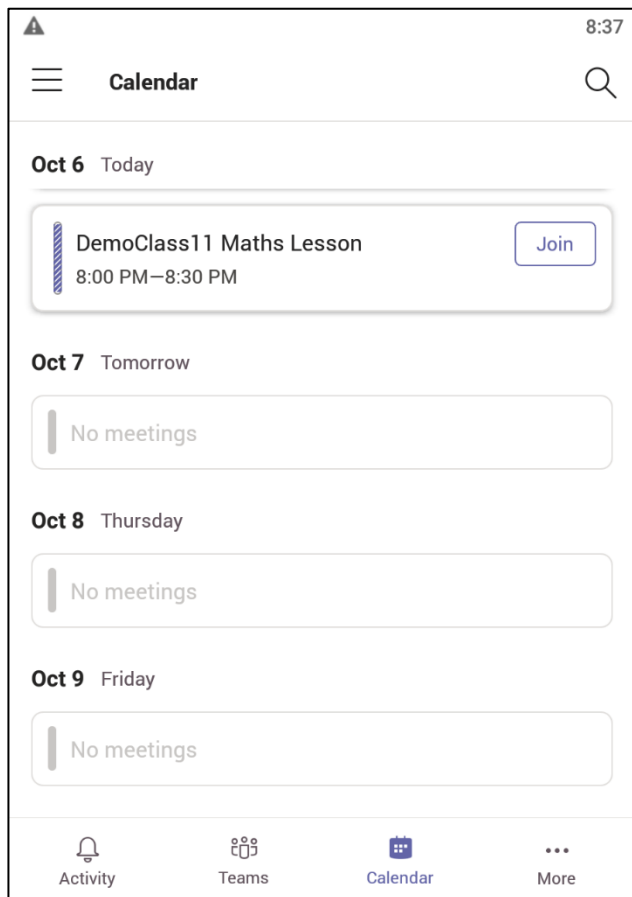 8:37
Calendar
Oct 6 Today
DemoClass11 Maths Lesson
Join
8:00 PM—8:30 PM
Oct 7 Tomorrow
No meetings
Oct 8 Thursday
No meetings
Oct 9 Friday
No meetings
Activity Teams Calendar More